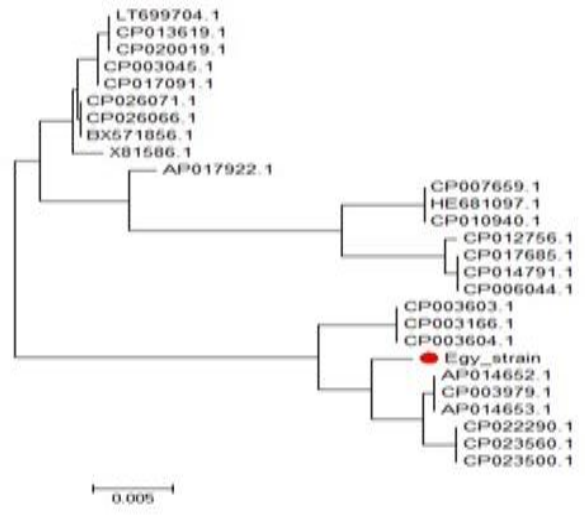 LT699704.1
CP013619.1
CP020019.1
CP003045.1
CP017091.1
CP026071.1
CP026066.1
BX571856.1
X81586.1
AP017922.1
CP007659.1
HE681097.1
CP010940.1
CP012756.1
CP017685.1
CP014791.1
CP006044.1
CP003603.1
CP003166.1
CP003604.1
Egy_strain
AP014652.1
CP003979.1
AP014653.1
CP022290.1
CP023560.1
CP023500.1
0.005